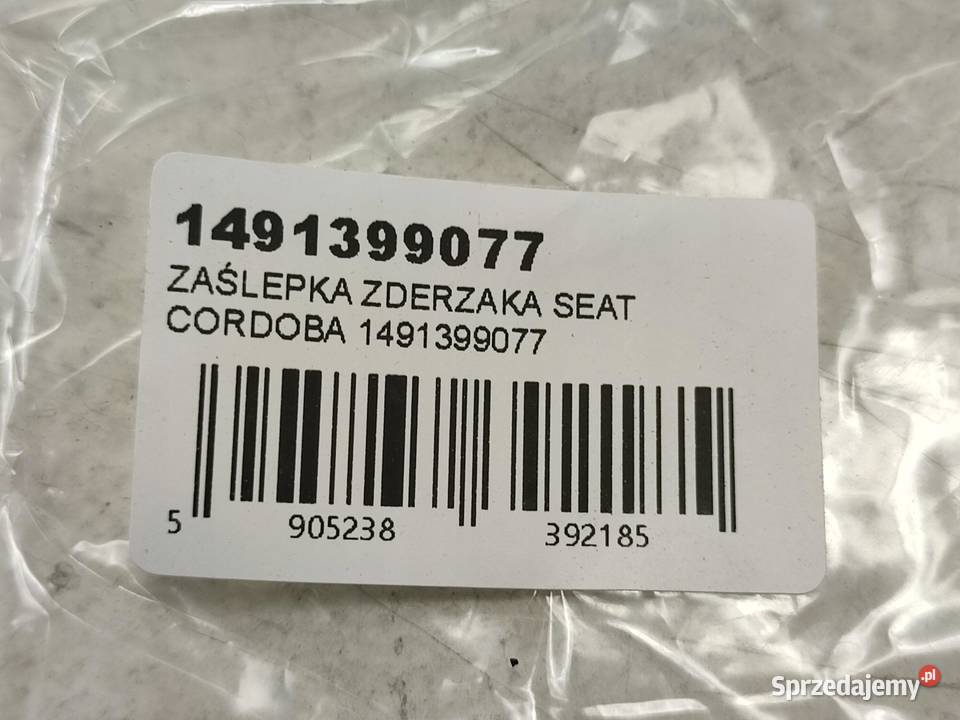 1491399077
ZAŚLEPKA ZDERZAKA SEAT
CORDOBA 1491399077
5 905238 392185
Sprzedajemy.pl